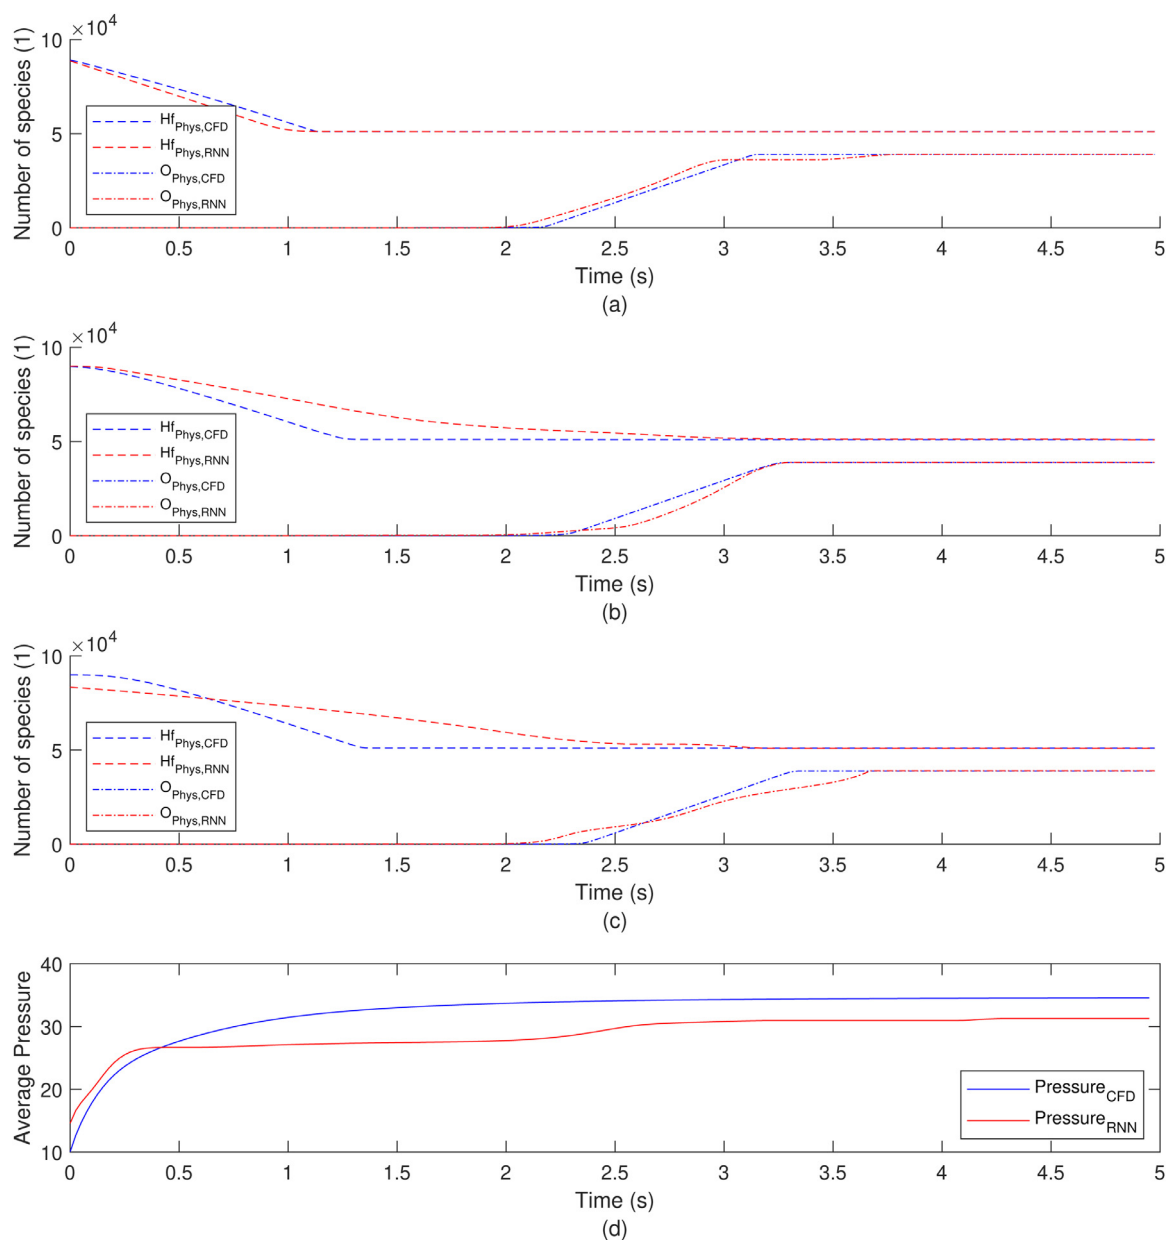 ×10^4
10
5
0
Number of species (1)
Hf_Phys,CFD
Hf_Phys,RNN
O_Phys,CFD
O_Phys,RNN
0 0.5 1 1.5 2 2.5 3 3.5 4 4.5 5
Time (s)
(a)
×10^4
10
5
0
Number of species (1)
Hf_Phys,CFD
Hf_Phys,RNN
O_Phys,CFD
O_Phys,RNN
0 0.5 1 1.5 2 2.5 3 3.5 4 4.5 5
Time (s)
(b)
×10^4
10
5
0
Number of species (1)
Hf_Phys,CFD
Hf_Phys,RNN
O_Phys,CFD
O_Phys,RNN
0 0.5 1 1.5 2 2.5 3 3.5 4 4.5 5
Time (s)
(c)
40
30
20
10
Average Pressure
Pressure_CFD
Pressure_RNN
0 0.5 1 1.5 2 2.5 3 3.5 4 4.5 5
Time (s)
(d)